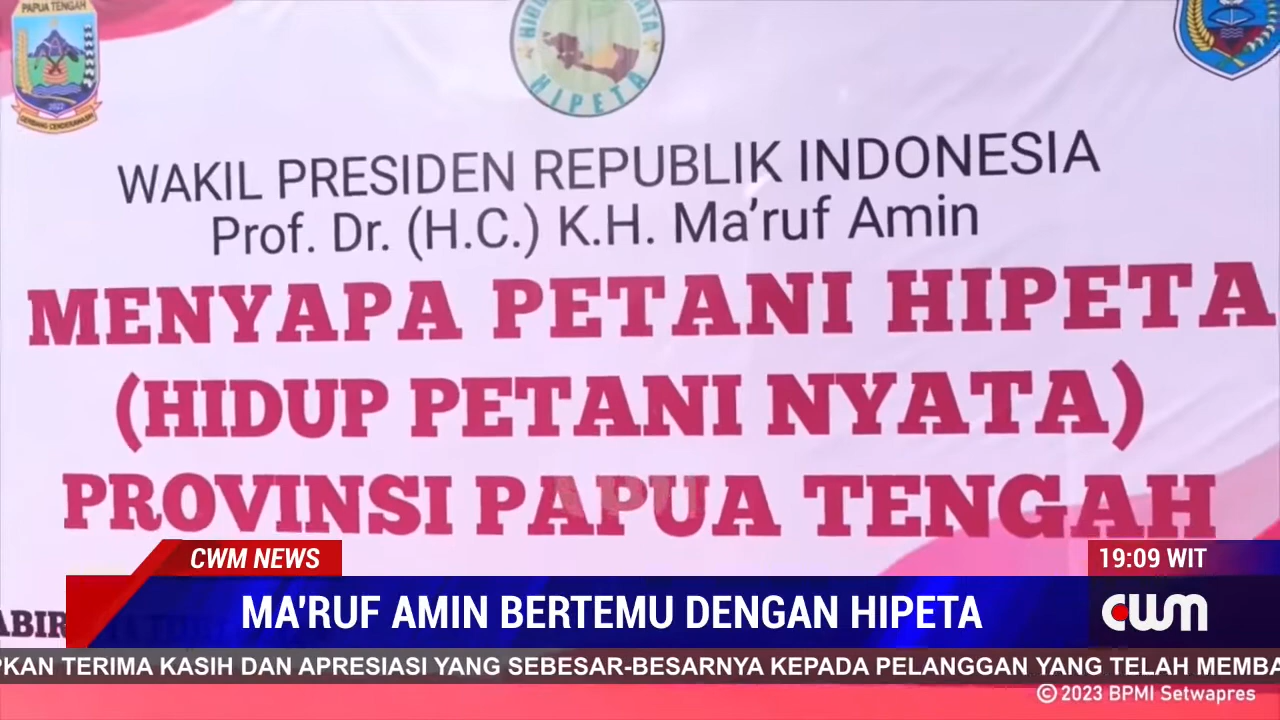 PAPUA TENGAH
HIPETA
WAKIL PRESIDEN REPUBLIK INDONESIA
Prof. Dr. (H.C.) K.H. Ma'ruf Amin
MENYAPA PETANI HIPETA
(HIDUP PETANI NYATA)
PROVINSI PAPUA TENGAH
CWM NEWS
19:09 WIT
MA'RUF AMIN BERTEMU DENGAN HIPETA
cwm
PKAN TERIMA KASIH DAN APRESIASI YANG SEBESAR-BESARNYA KEPADA PELANGGAN YANG TELAH MEMBA
© 2023 BPMI Setwapres